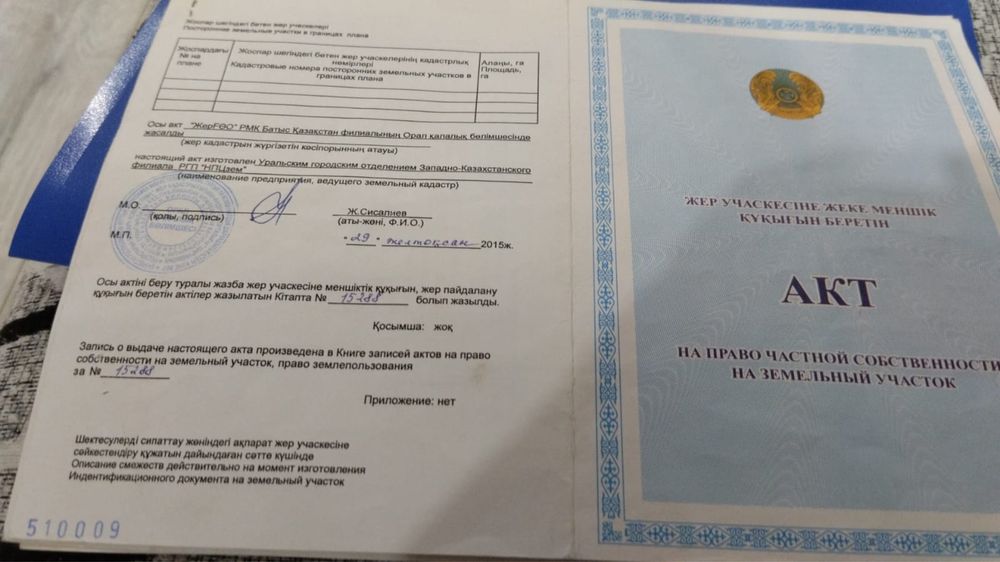 Жоспар шегіндегі бөтен жер учаскелері
Посторонние земельные участки в границах плана
Жоспардағы
№ на
плане
Жоспар шегіндегі бөтен жер учаскелерінің кадастрлық
нөмірлері
Кадастровые номера посторонних земельных участков в
границах плана
Алаңы, га
Площадь,
га
Осы акт "ЖерҒӨО" РМК Батыс Қазақстан филиалының Орал қалалық бөлімшесінде
жасалды
(жер кадастрын жүргізетін кәсіпорынның атауы)
настоящий акт изготовлен Уральским городским отделением Западно-Казахстанского
филиала РГП "НПЦзем"
(наименование предприятия, ведущего земельный кадастр)
М.О.
Ж.Сисалиев
(қолы, подпись)
(аты-жөні, Ф.И.О.)
М.П.
БӨЛІМШЕСІ
"29" желтоқсан 2015ж.
Осы актіні беру туралы жазба жер учаскесіне меншіктік құқығын, жер пайдалану
құқығын беретін актілер жазылатын Кітапта № 15288 болып жазылды.
Қосымша: жоқ
Запись о выдаче настоящего акта произведена в Книге записей актов на право
собственности на земельный участок, право землепользования
за № 15288
Приложение: нет
Шектесулерді сипаттау жөніндегі ақпарат жер учаскесіне
сәйкестендіру құжатын дайындаған сәтте күшінде
Описание смежеств действительно на момент изготовления
Индентификационного документа на земельный участок
510009
ЖЕР УЧАСКЕСІНЕ ЖЕКЕ МЕНШІК
ҚҰҚЫҒЫН БЕРЕТІН
АКТ
НА ПРАВО ЧАСТНОЙ СОБСТВЕННОСТИ
НА ЗЕМЕЛЬНЫЙ УЧАСТОК